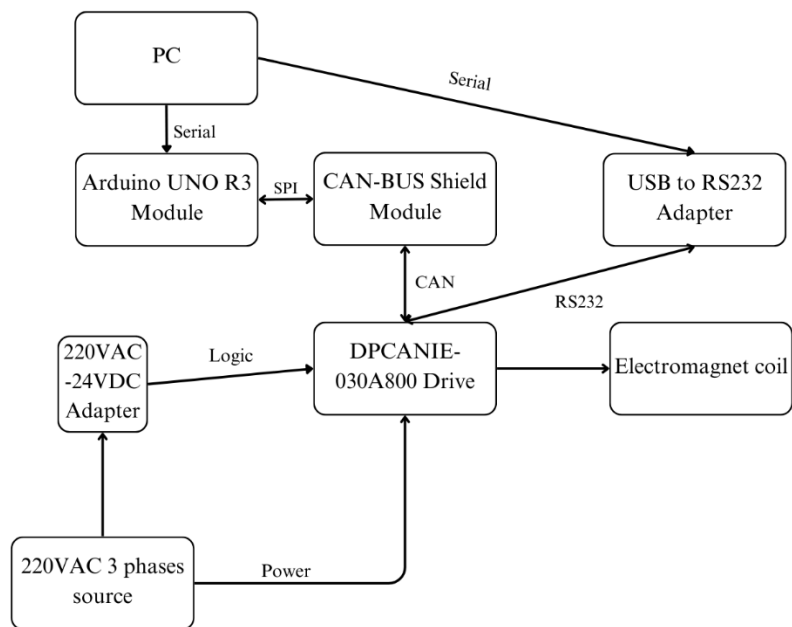 PC
Serial
Serial
Arduino UNO R3
Module
SPI
CAN-BUS Shield
Module
USB to RS232
Adapter
CAN
RS232
220VAC
-24VDC
Adapter
Logic
DPCANIE-
030A800 Drive
Electromagnet coil
220VAC 3 phases
source
Power